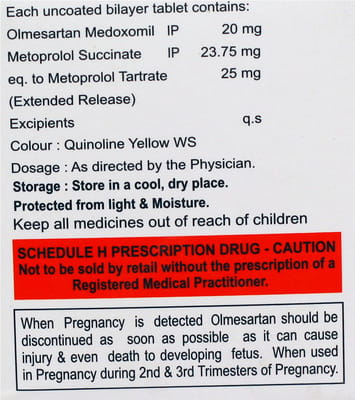 Each uncoated bilayer tablet contains:
Olmesartan Medoxomil IP 20 mg
Metoprolol Succinate IP 23.75 mg
eq. to Metoprolol Tartrate 25 mg
(Extended Release)
Excipients q.s
Colour : Quinoline Yellow WS
Dosage : As directed by the Physician.
Storage : Store in a cool, dry place.
Protected from light & Moisture.
Keep all medicines out of reach of children
SCHEDULE H PRESCRIPTION DRUG - CAUTION
Not to be sold by retail without the prescription of a
Registered Medical Practitioner.
When Pregnancy is detected Olmesartan should be
discontinued as soon as possible as it can cause
injury & even death to developing fetus. When used
in Pregnancy during 2nd & 3rd Trimesters of Pregnancy.